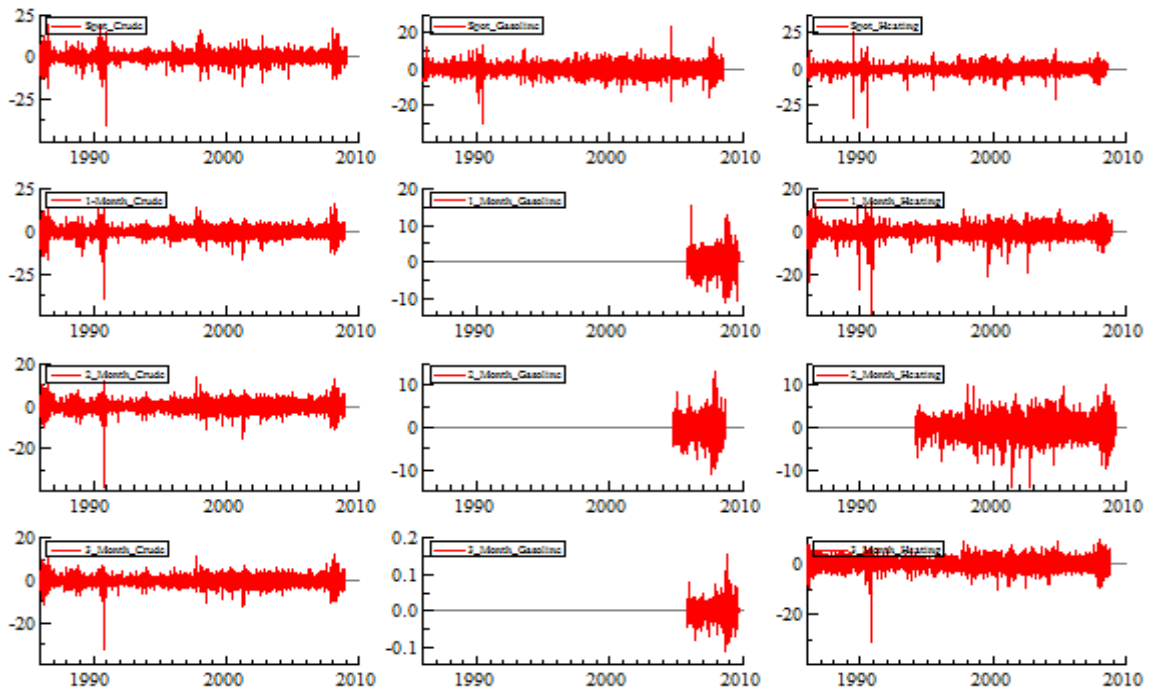 25
Spot_Crude
0
-25
1990 2000 2010
20
Spot_Gasoline
0
-20
1990 2000 2010
25
Spot_Heating
0
-25
1990 2000 2010
25
1-Month_Crude
0
-25
1990 2000 2010
20
1_Month_Gasoline
10
0
-10
1990 2000 2010
20
1_Month_Heating
0
-20
1990 2000 2010
20
2_Month_Crude
0
-20
1990 2000 2010
2_Month_Gasoline
10
0
-10
1990 2000 2010
2_Month_Heating
10
0
-10
1990 2000 2010
20
3_Month_Crude
0
-20
1990 2000 2010
0.2
3_Month_Gasoline
0.1
0.0
-0.1
1990 2000 2010
3_Month_Heating
0
-20
1990 2000 2010